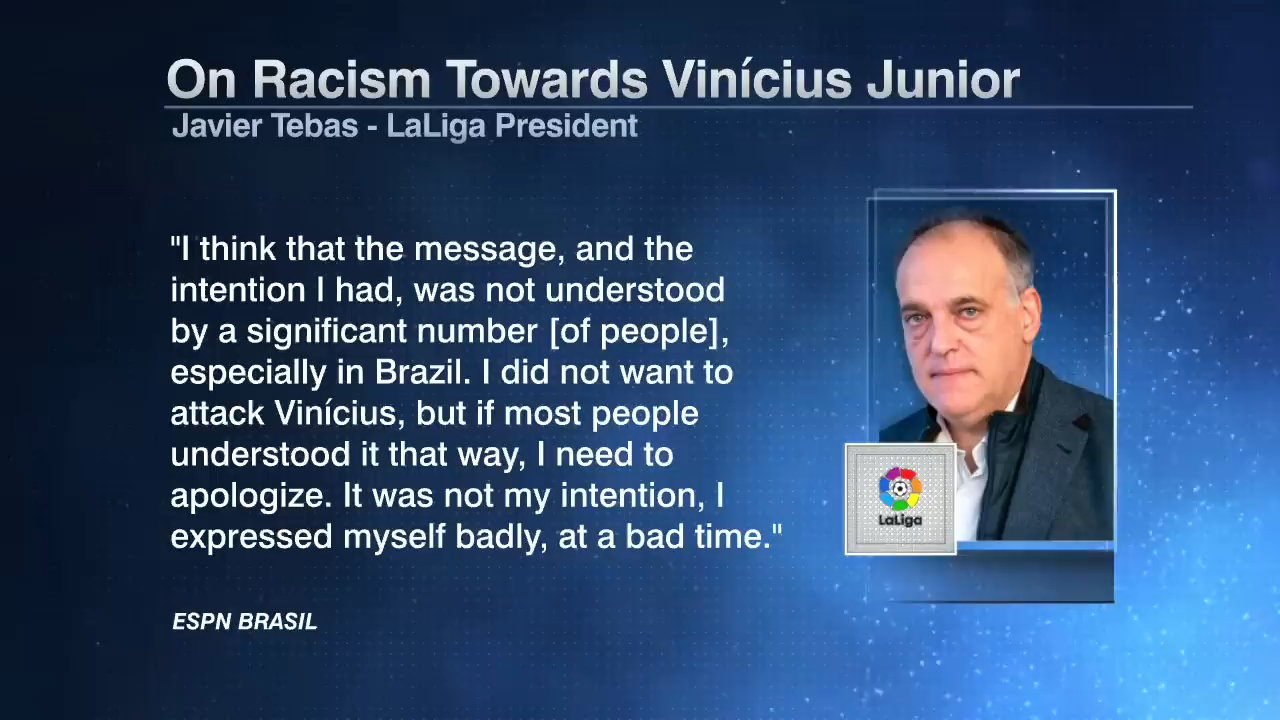 On Racism Towards Vinícius Junior
Javier Tebas - LaLiga President
"I think that the message, and the
intention I had, was not understood
by a significant number [of people],
especially in Brazil. I did not want to
attack Vinícius, but if most people
understood it that way, I need to
apologize. It was not my intention, I
expressed myself badly, at a bad time."
LaLiga
ESPN BRASIL